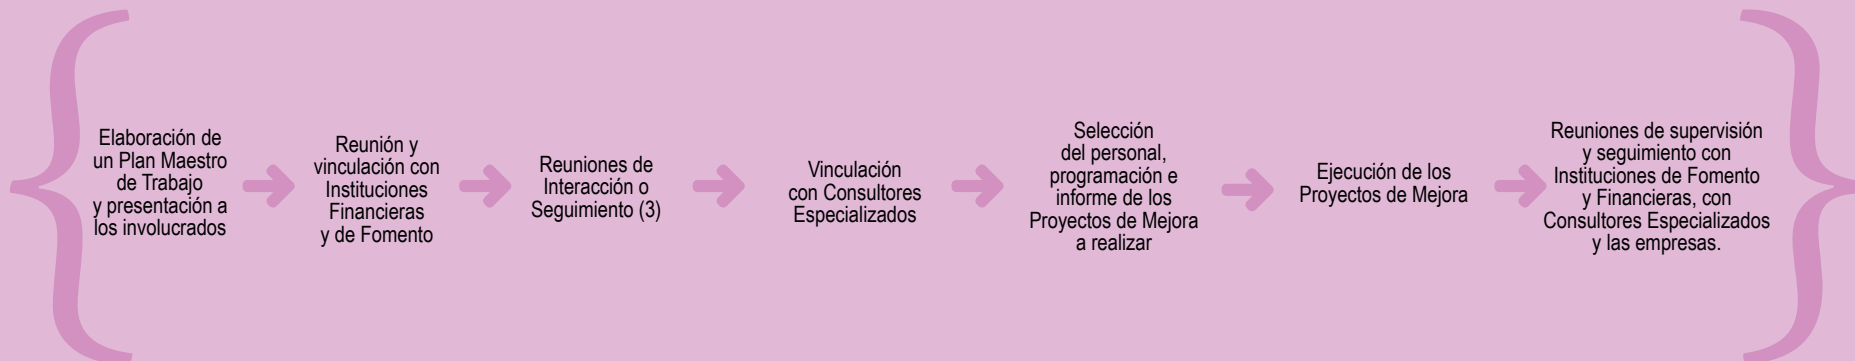 Elaboración de
un Plan Maestro
de Trabajo
y presentación a
los involucrados
Reunión y
vinculación con
Instituciones
Financieras
y de Fomento
Reuniones de
Interacción o
Seguimiento (3)
Vinculación
con Consultores
Especializados
Selección
del personal,
programación e
informe de los
Proyectos de Mejora
a realizar
Ejecución de los
Proyectos de Mejora
Reuniones de supervisión
y seguimiento con
Instituciones de Fomento
y Financieras, con
Consultores Especializados
y las empresas.